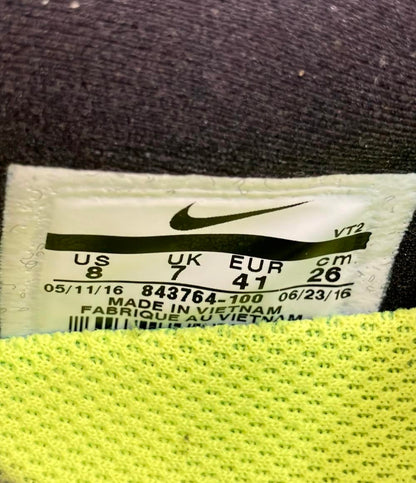 VT2
US UK EUR cm
8 7 41 26
05/11/16 843764-100 06/23/16
MADE IN VIETNAM
FABRIQUE AU VIETNAM